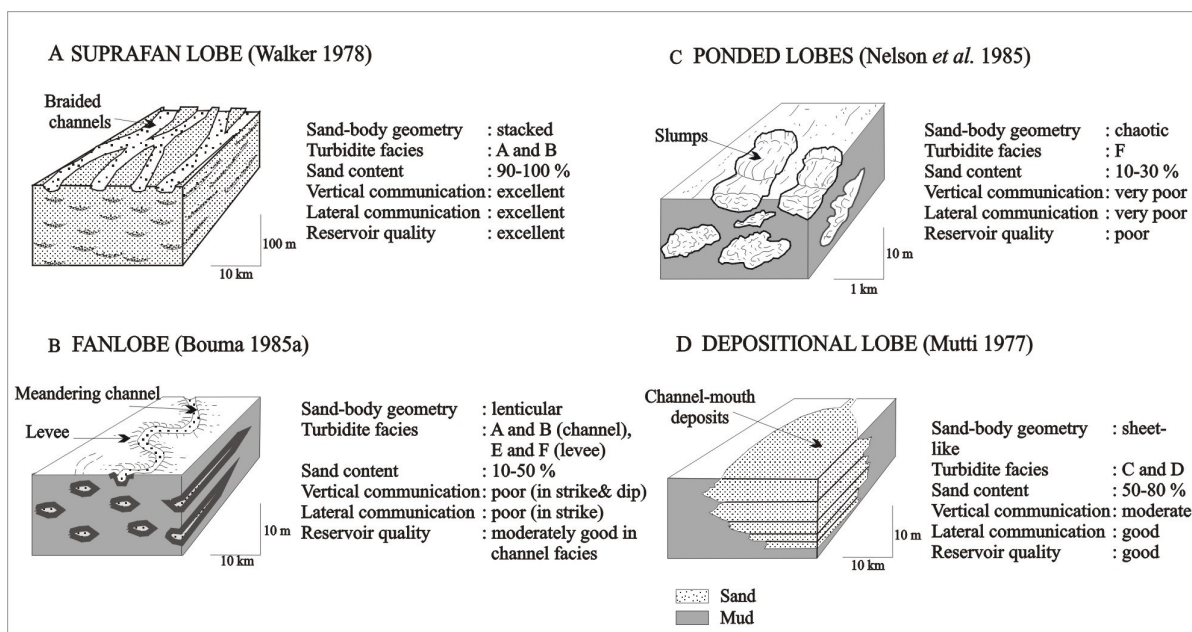 A SUPRAFAN LOBE (Walker 1978)
Braided
channels
Sand-body geometry : stacked
Turbidite facies : A and B
Sand content : 90-100 %
Vertical communication : excellent
Lateral communication : excellent
Reservoir quality : excellent
100 m
10 km
C PONDED LOBES (Nelson et al. 1985)
Slumps
Sand-body geometry : chaotic
Turbidite facies : F
Sand content : 10-30 %
Vertical communication : very poor
Lateral communication : very poor
Reservoir quality : poor
10 m
1 km
B FANLOBE (Bouma 1985a)
Meandering channel
Levee
Sand-body geometry : lenticular
Turbidite facies : A and B (channel),
E and F (levee)
Sand content : 10-50 %
Vertical communication : poor (in strike& dip)
Lateral communication : poor (in strike)
Reservoir quality : moderately good in
channel facies
10 m
10 km
D DEPOSITIONAL LOBE (Mutti 1977)
Channel-mouth
deposits
Sand-body geometry : sheet-
like
Turbidite facies : C and D
Sand content : 50-80 %
Vertical communication : moderate
Lateral communication : good
Reservoir quality : good
10 m
10 km
Sand
Mud